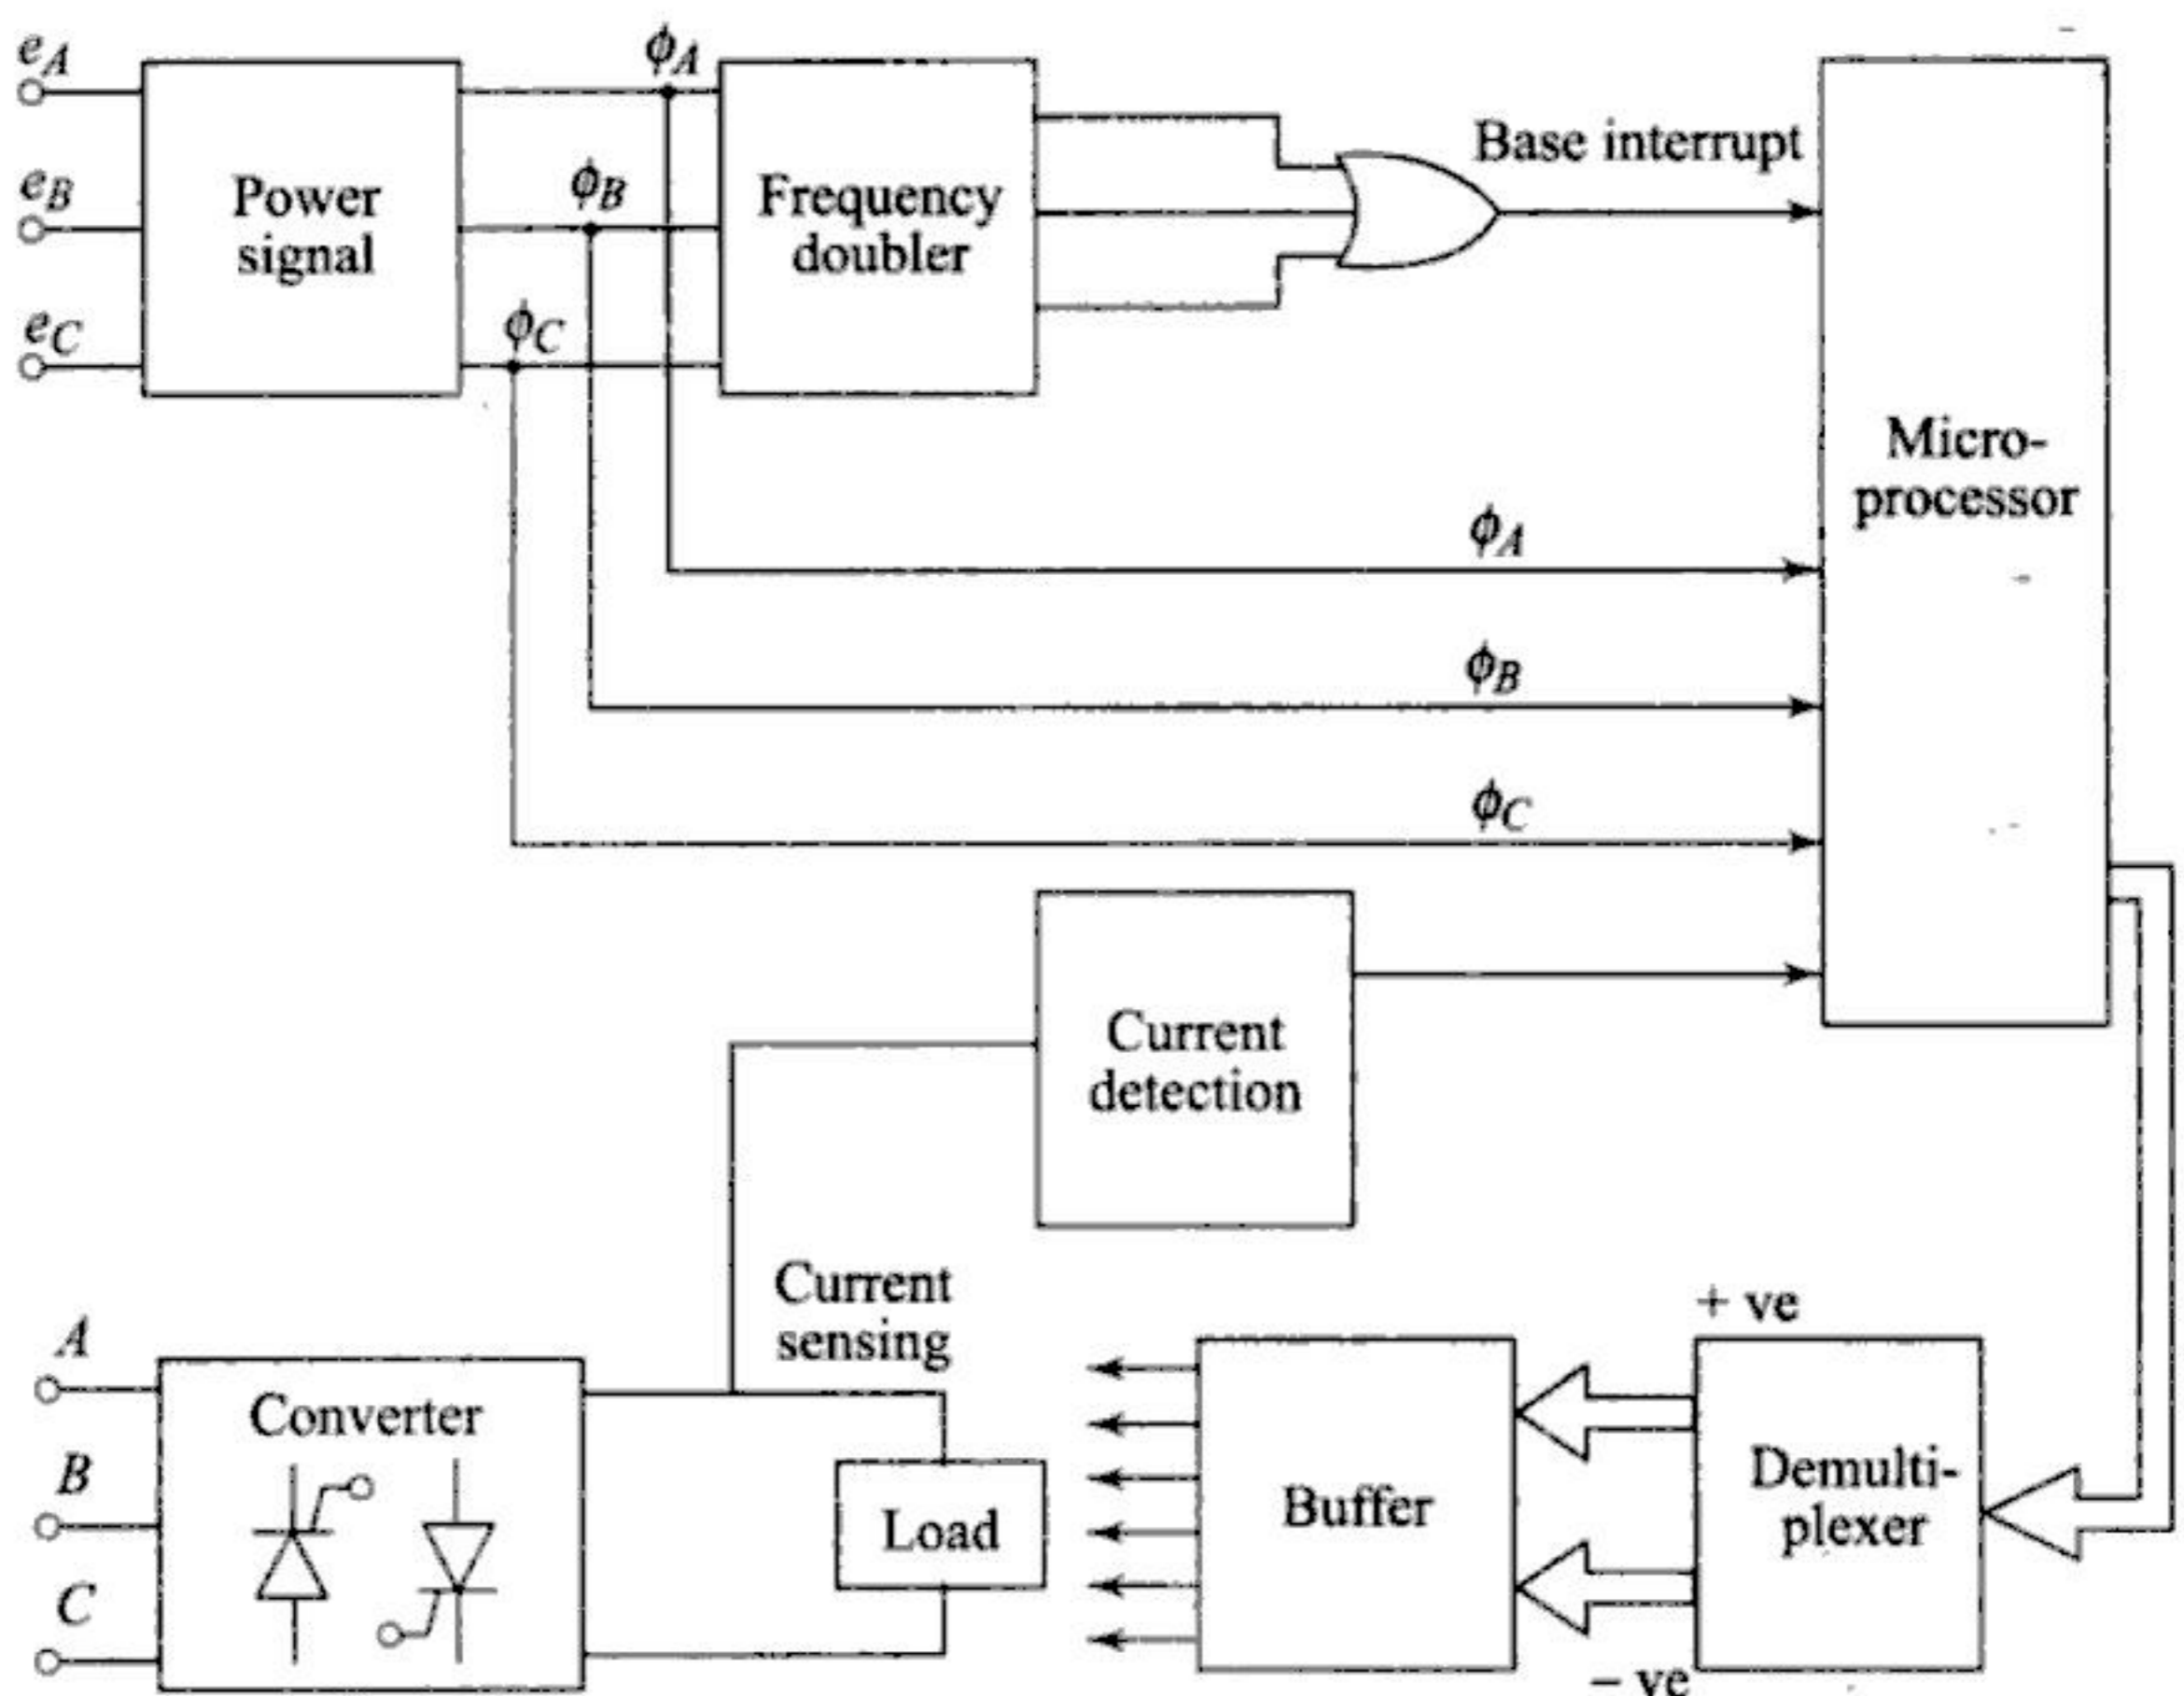 eA
ϕA
eB
Power
signal
ϕB
Frequency
doubler
Base interrupt
eC
ϕC
Micro-
processor
ϕA
ϕB
ϕC
Current
detection
Current
sensing
A
B
C
Converter
Load
Buffer
+ ve
Demulti-
plexer
– ve